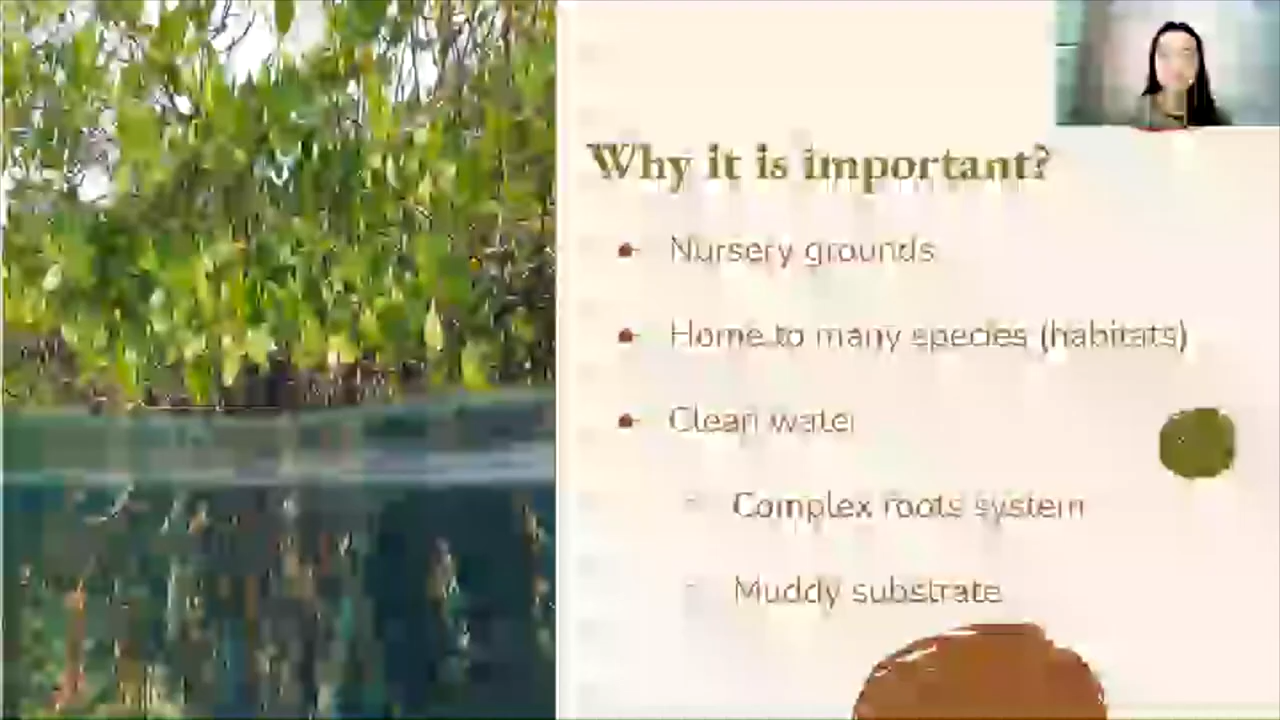 Why it is important?
Nursery grounds
Home to many species (habitats)
Clean water
Complex roots system
Muddy substrate